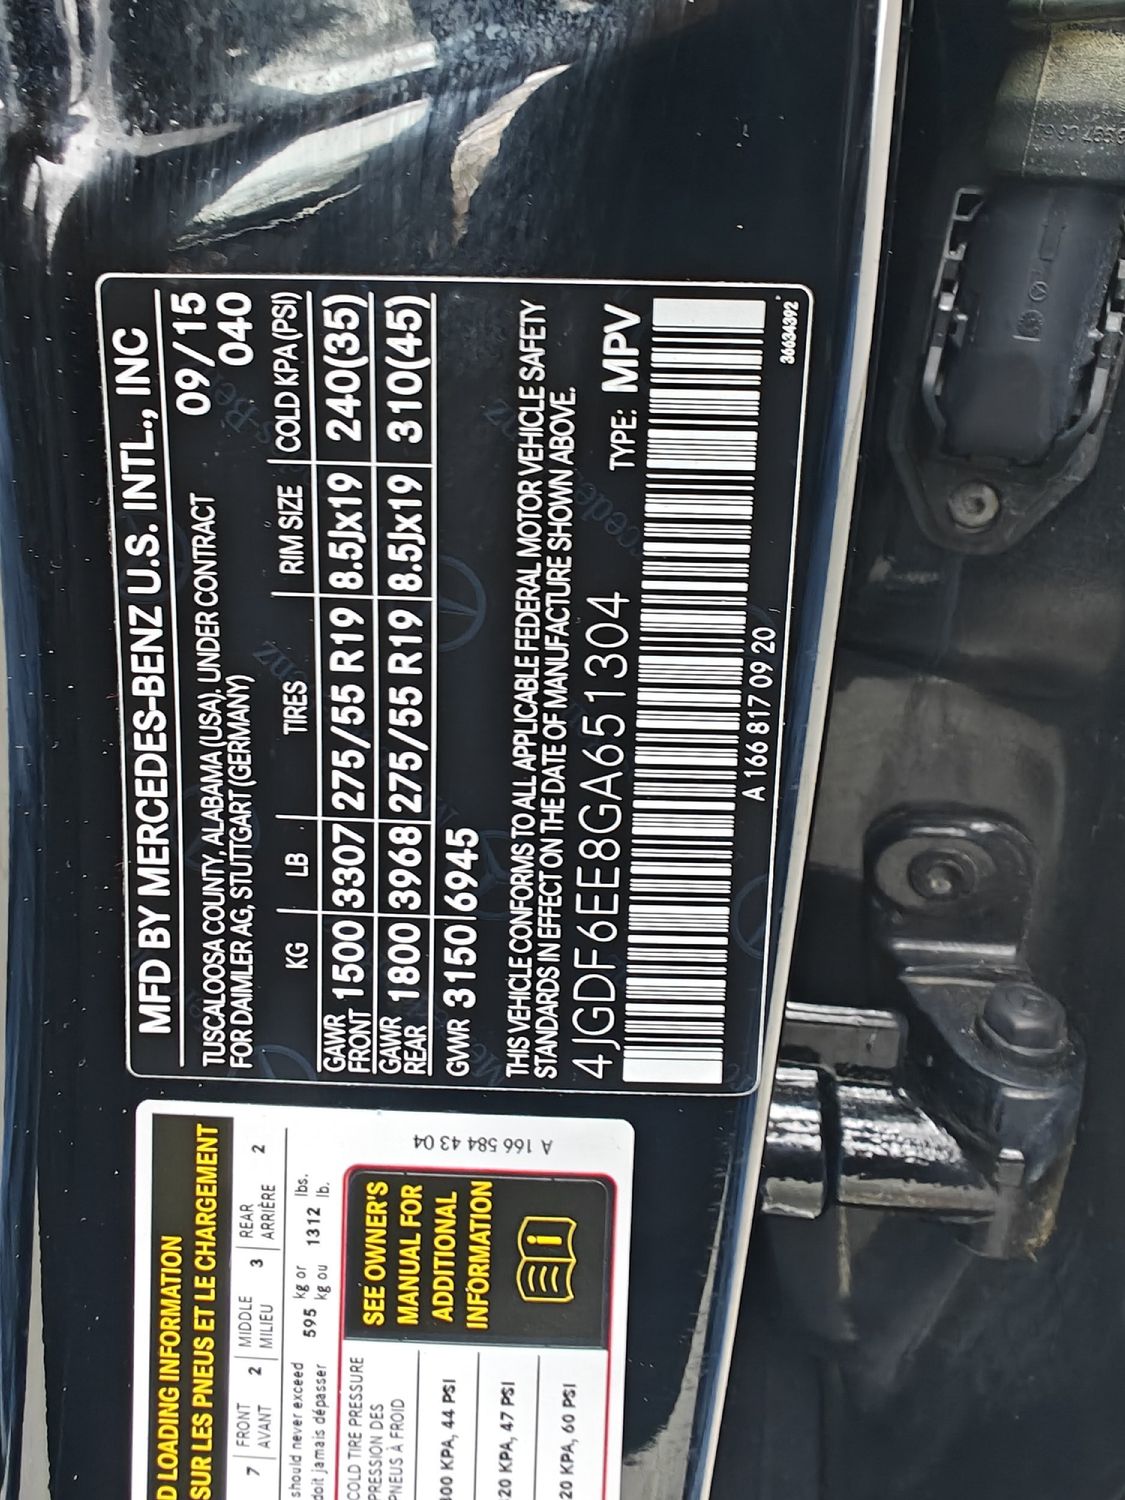 MFD BY MERCEDES-BENZ U.S. INTL., INC
TUSCALOOSA COUNTY, ALABAMA (USA), UNDER CONTRACT 09/15
FOR DAIMLER AG, STUTTGART (GERMANY) 040
KG LB TIRES RIM SIZE COLD KPA (PSI)
GAWR FRONT 1500 3307 275/55 R19 8.5Jx19 240(35)
GAWR REAR 1800 3968 275/55 R19 8.5Jx19 310(45)
GVWR 3150 6945
THIS VEHICLE CONFORMS TO ALL APPLICABLE FEDERAL MOTOR VEHICLE SAFETY
STANDARDS IN EFFECT ON THE DATE OF MANUFACTURE SHOWN ABOVE.
4JGDF6EE8GA651304 TYPE: MPV
A 166 817 09 20
36634392
LOADING INFORMATION
SUR LES PNEUS ET LE CHARGEMENT
7 FRONT AVANT 2 MIDDLE MILIEU 3 REAR ARRIÈRE 2
should never exceed 595 kg or 1312 lbs.
doit jamais dépasser kg ou lb.
COLD TIRE PRESSURE
PRESSION DES
PNEUS À FROID
KPA, 44 PSI
KPA, 47 PSI
KPA, 60 PSI
SEE OWNER'S
MANUAL FOR
ADDITIONAL
INFORMATION
A 166 584 43 04